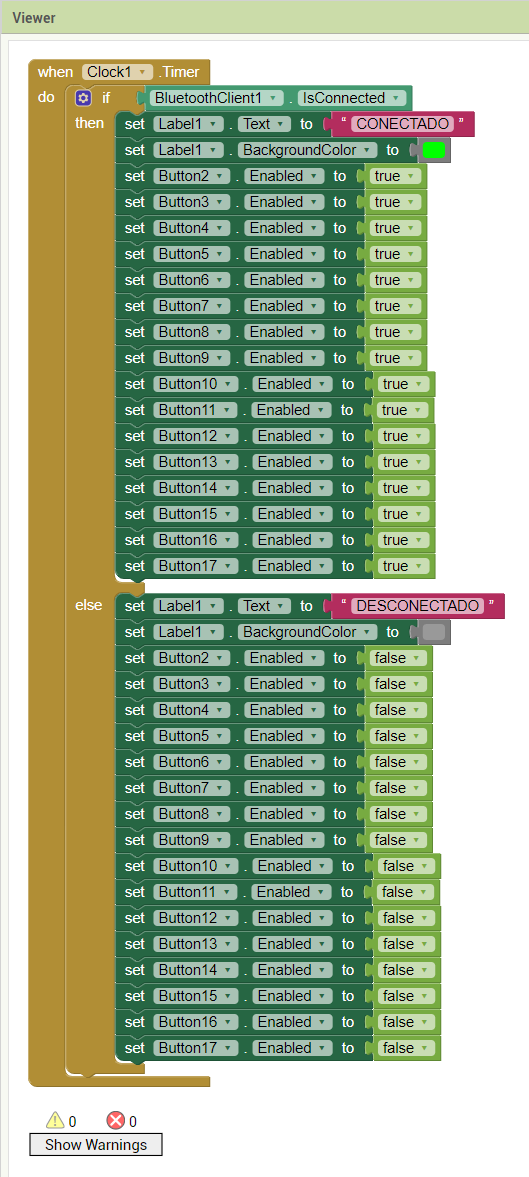 Viewer
when Clock1 .Timer
do if BluetoothClient1 . IsConnected
then set Label1 . Text to " CONECTADO "
set Label1 . BackgroundColor to
set Button2 . Enabled to true
set Button3 . Enabled to true
set Button4 . Enabled to true
set Button5 . Enabled to true
set Button6 . Enabled to true
set Button7 . Enabled to true
set Button8 . Enabled to true
set Button9 . Enabled to true
set Button10 . Enabled to true
set Button11 . Enabled to true
set Button12 . Enabled to true
set Button13 . Enabled to true
set Button14 . Enabled to true
set Button15 . Enabled to true
set Button16 . Enabled to true
set Button17 . Enabled to true
else set Label1 . Text to " DESCONECTADO "
set Label1 . BackgroundColor to
set Button2 . Enabled to false
set Button3 . Enabled to false
set Button4 . Enabled to false
set Button5 . Enabled to false
set Button6 . Enabled to false
set Button7 . Enabled to false
set Button8 . Enabled to false
set Button9 . Enabled to false
set Button10 . Enabled to false
set Button11 . Enabled to false
set Button12 . Enabled to false
set Button13 . Enabled to false
set Button14 . Enabled to false
set Button15 . Enabled to false
set Button16 . Enabled to false
set Button17 . Enabled to false
0 0
Show Warnings